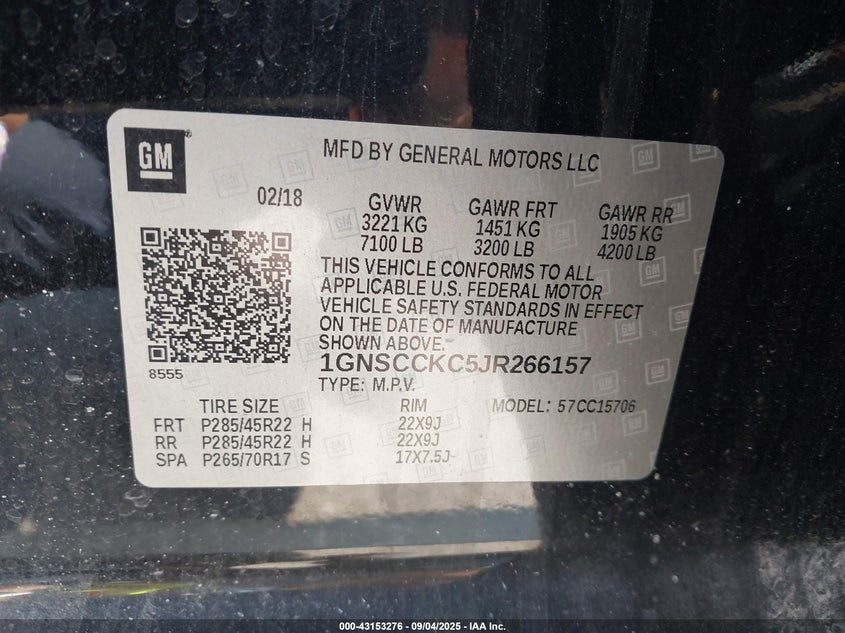 GM
MFD BY GENERAL MOTORS LLC
02/18
GVWR
3221 KG
7100 LB
GAWR FRT
1451 KG
3200 LB
GAWR RR
1905 KG
4200 LB
THIS VEHICLE CONFORMS TO ALL
APPLICABLE U.S. FEDERAL MOTOR
VEHICLE SAFETY STANDARDS IN EFFECT
ON THE DATE OF MANUFACTURE
SHOWN ABOVE.
8555
1GNSCCKC5JR266157
TYPE: M.P.V.
TIRE SIZE RIM MODEL: 57CC15706
FRT P285/45R22 H 22X9J
RR P285/45R22 H 22X9J
SPA P265/70R17 S 17X7.5J
000-43153276 - 09/04/2025 - IAA Inc.